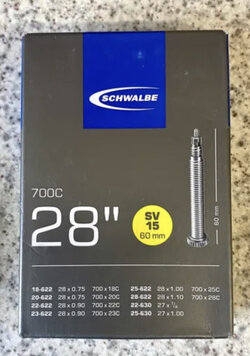 SCHWALBE
700C
28"
SV
15
60 mm
60 mm
18-622 28 x 0.75 700 x 18C
20-622 28 x 0.75 700 x 20C
22-622 28 x 0.90 700 x 22C
23-622 28 x 0.90 700 x 23C
25-622 28 x 1.00 700 x 25C
28-622 28 x 1.10 700 x 28C
22-630 27 x 7/8
25-630 27 x 1.00